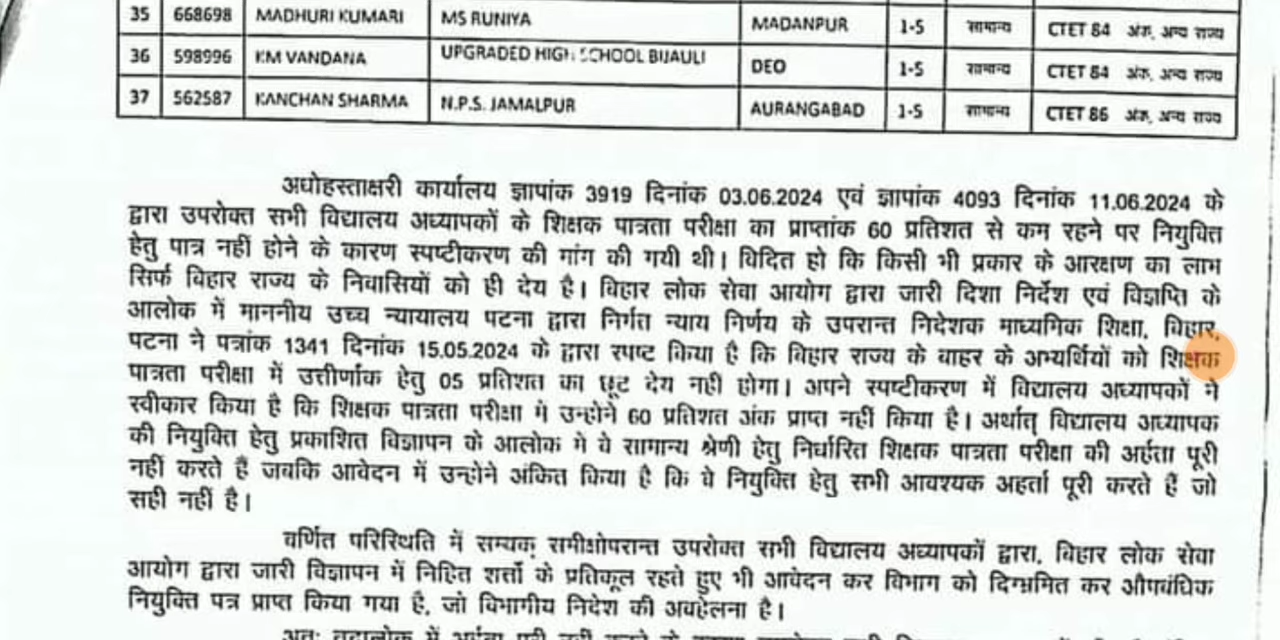 35 668698 MADHURI KUMARI MS RUNIYA MADANPUR 1-5 सामान्य CTET 84 अंक, अन्य राज्य
36 598996 KM VANDANA UPGRADED HIGH SCHOOL BIJAULI DEO 1-5 सामान्य CTET 84 अंक, अन्य राज्य
37 562587 KANCHAN SHARMA N.P.S. JAMALPUR AURANGABAD 1-5 सामान्य CTET 86 अंक, अन्य राज्य
अधोहस्ताक्षरी कार्यालय ज्ञापांक 3919 दिनांक 03.06.2024 एवं ज्ञापांक 4093 दिनांक 11.06.2024 के
द्वारा उपरोक्त सभी विद्यालय अध्यापकों के शिक्षक पात्रता परीक्षा का प्राप्तांक 60 प्रतिशत से कम रहने पर नियुक्ति
हेतु पात्र नहीं होने के कारण स्पष्टीकरण की मांग की गयी थी। विदित हो कि किसी भी प्रकार के आरक्षण का लाभ
सिर्फ बिहार राज्य के निवासियों को ही देय है। बिहार लोक सेवा आयोग द्वारा जारी दिशा निर्देश एवं विज्ञप्ति के
आलोक में माननीय उच्च न्यायालय पटना द्वारा निर्गत न्याय निर्णय के उपरान्त निदेशक माध्यमिक शिक्षा, बिहार,
पटना ने पत्रांक 1341 दिनांक 15.05.2024 के द्वारा स्पष्ट किया है कि बिहार राज्य के बाहर के अभ्यर्थियों को शिक्षक
पात्रता परीक्षा में उत्तीर्णांक हेतु 05 प्रतिशत का छूट देय नहीं होगा। अपने स्पष्टीकरण में विद्यालय अध्यापकों ने
स्वीकार किया है कि शिक्षक पात्रता परीक्षा में उन्होने 60 प्रतिशत अंक प्राप्त नहीं किया है। अर्थात् विद्यालय अध्यापक
की नियुक्ति हेतु प्रकाशित विज्ञापन के आलोक में वे सामान्य श्रेणी हेतु निर्धारित शिक्षक पात्रता परीक्षा की अर्हता पूरी
नहीं करते हैं जबकि आवेदन में उन्होने अंकित किया है कि वे नियुक्ति हेतु सभी आवश्यक अहर्ता पूरी करते हैं जो
सही नहीं है।
वर्णित परिस्थिति में सम्यक् समीक्षोपरान्त उपरोक्त सभी विद्यालय अध्यापकों द्वारा, बिहार लोक सेवा
आयोग द्वारा जारी विज्ञापन में निहित शर्त्तो के प्रतिकूल रहते हुए भी आवेदन कर विभाग को दिग्भ्रमित कर औपबंधिक
नियुक्ति पत्र प्राप्त किया गया है, जो विभागीय निदेश की अवहेलना है।